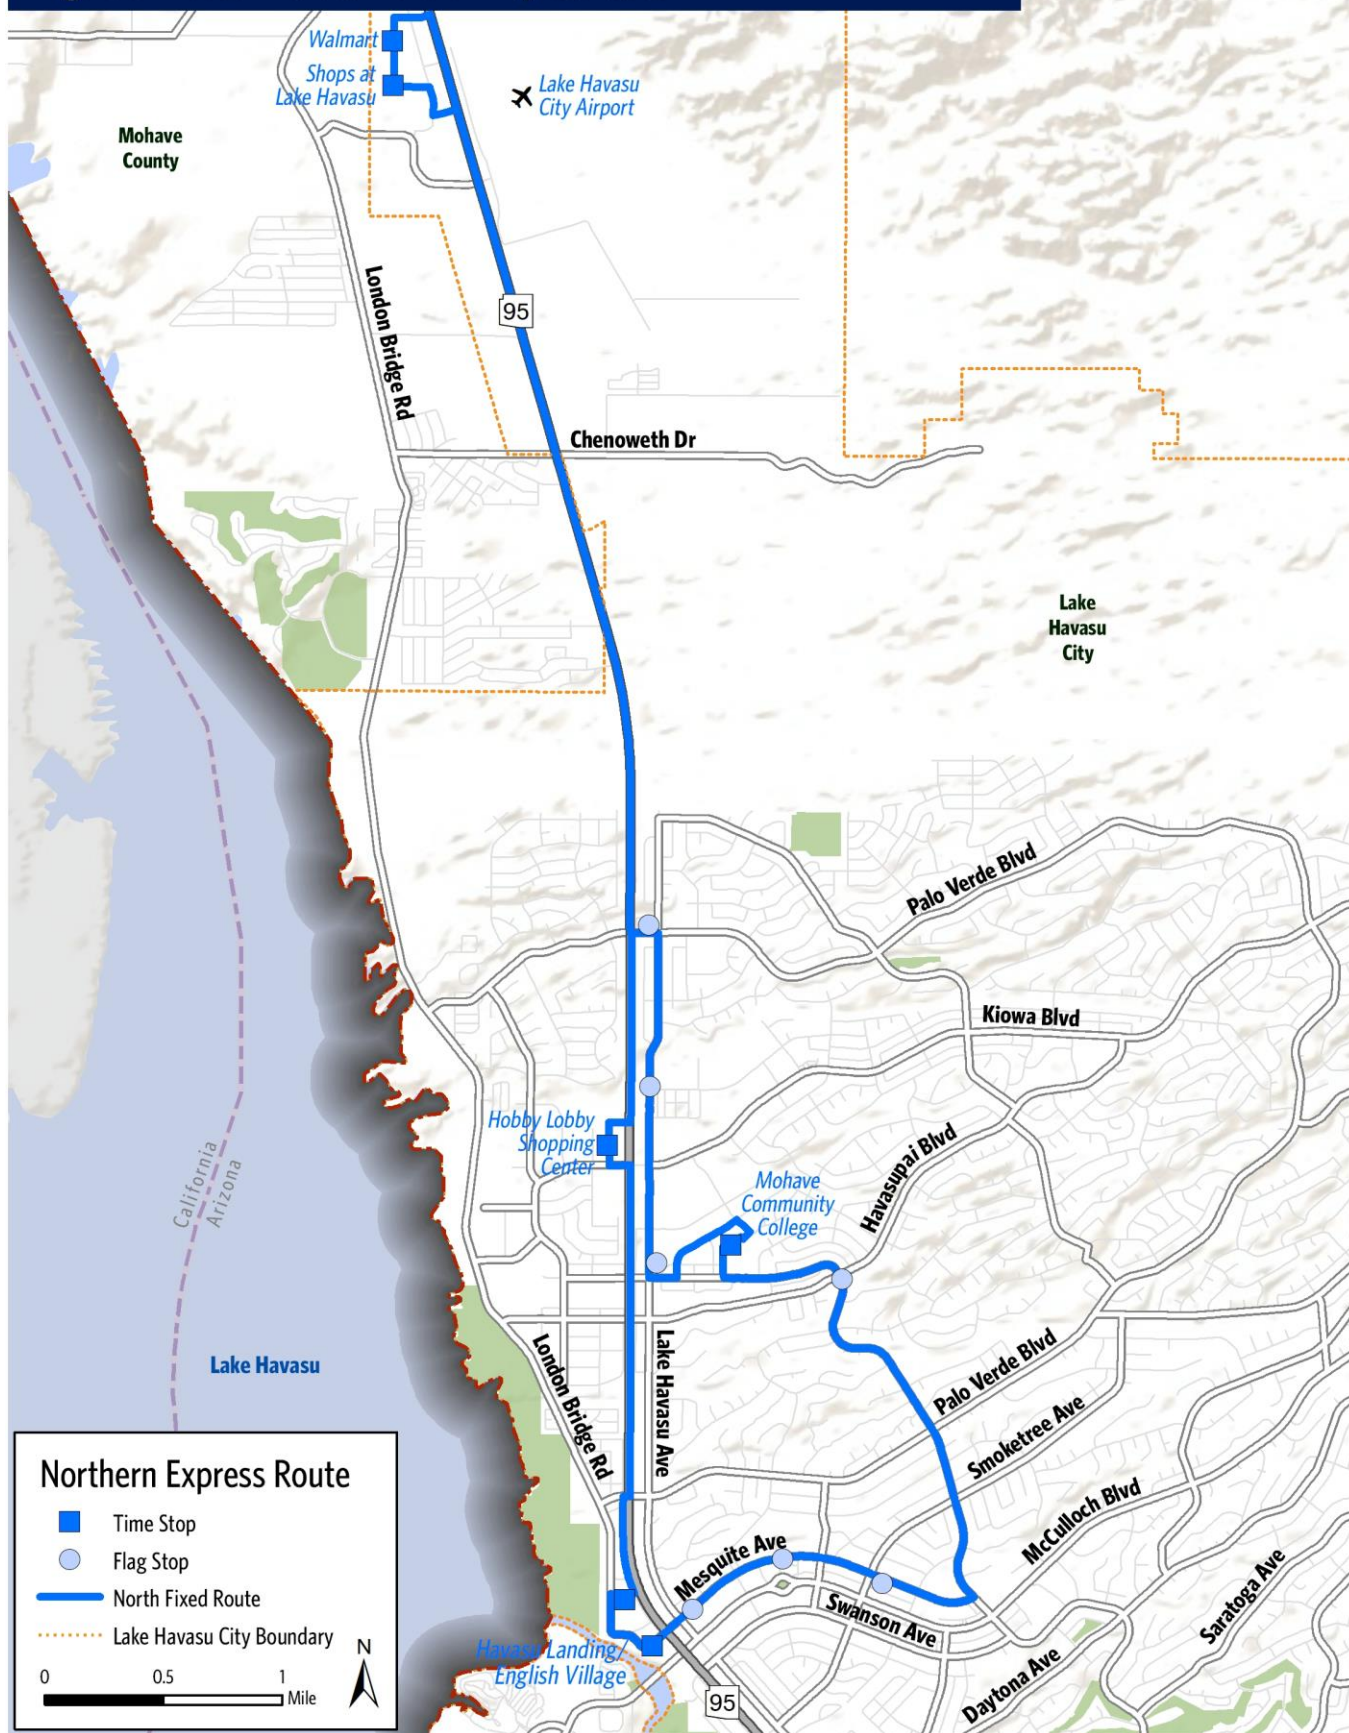 Walmart
Shops at
Lake Havasu
Lake Havasu
City Airport
Mohave
County
London Bridge Rd
95
Chenoweth Dr
Lake
Havasu
City
Palo Verde Blvd
Kiowa Blvd
Hobby Lobby
Shopping
Center
Havasupai Blvd
Mohave
Community
College
California
Arizona
Lake Havasu
London Bridge Rd
Lake Havasu Ave
Palo Verde Blvd
Smoketree Ave
McCulloch Blvd
Mesquite Ave
Swanson Ave
Saratoga Ave
Daytona Ave
Havasu Landing/
English Village
95
Northern Express Route
Time Stop
Flag Stop
North Fixed Route
Lake Havasu City Boundary
N
0 0.5 1
Mile